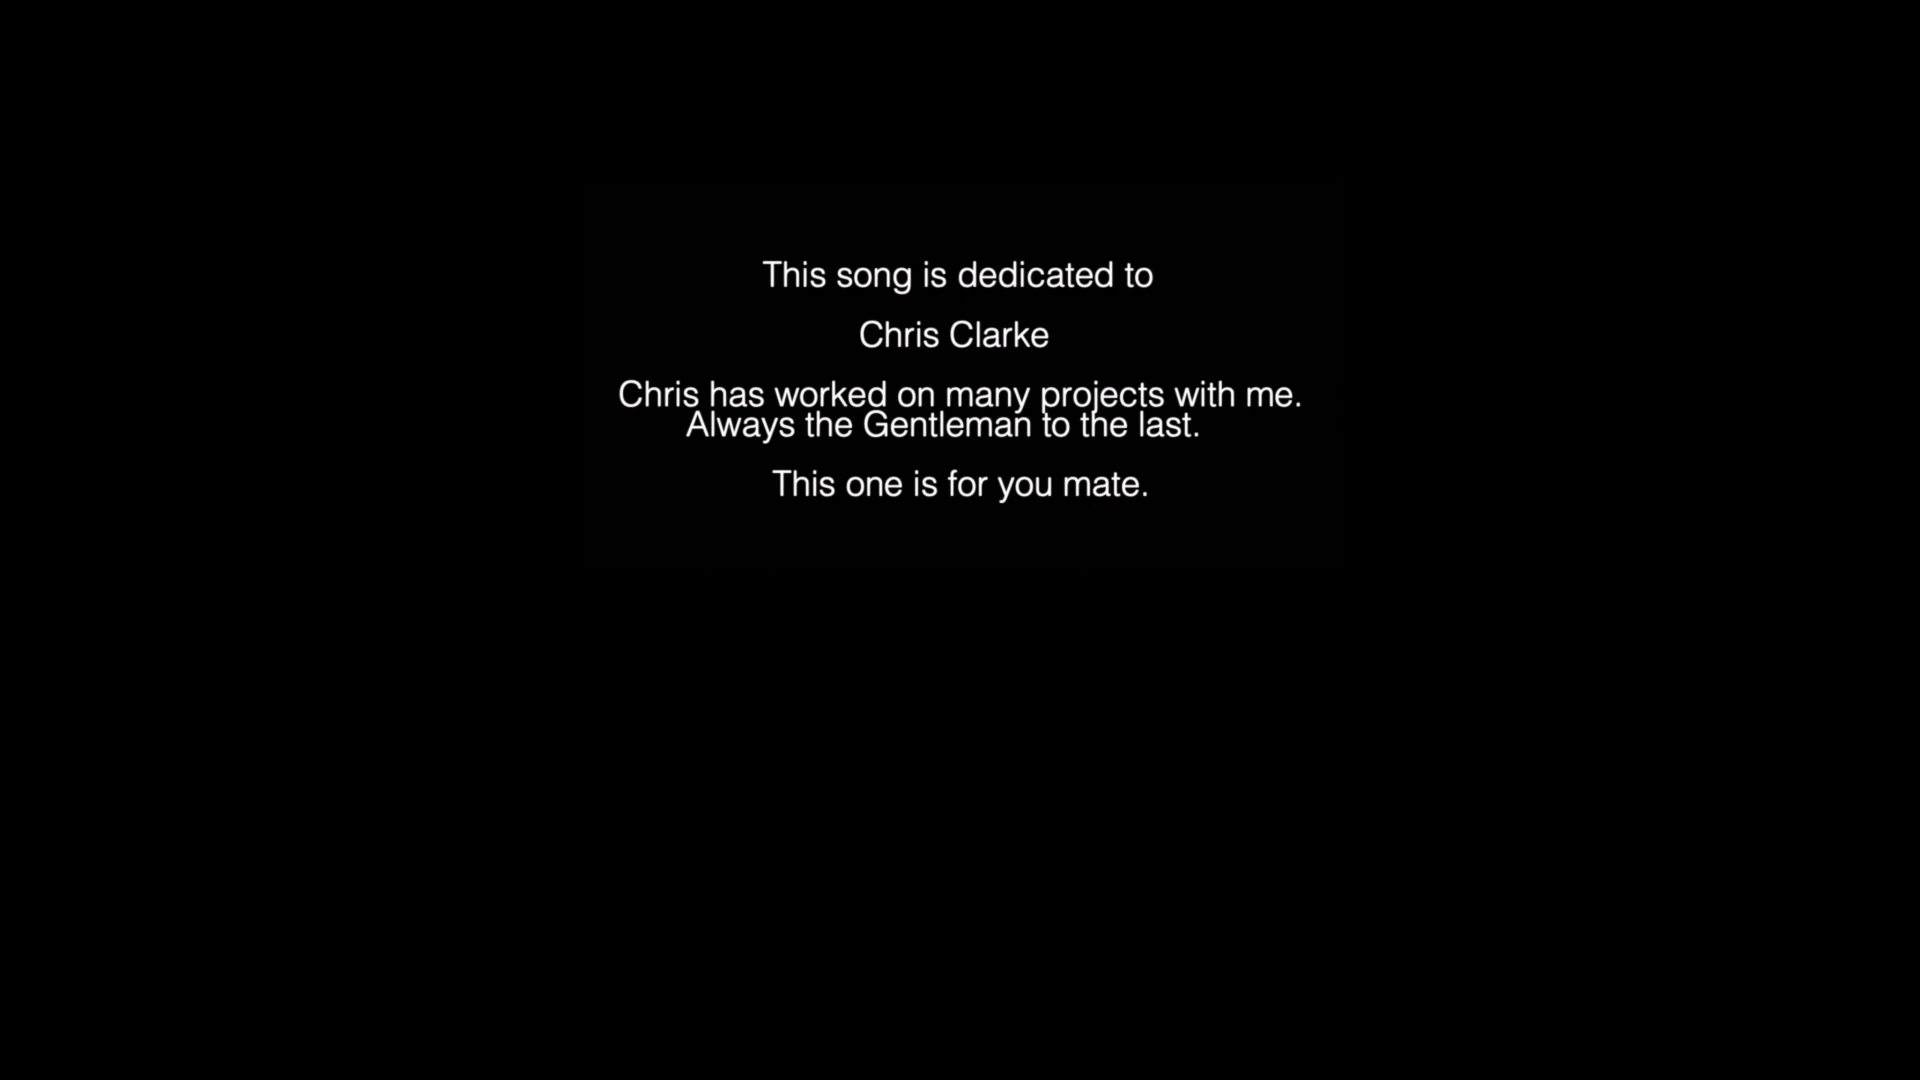 This song is dedicated to
Chris Clarke
Chris has worked on many projects with me.
Always the Gentleman to the last.
This one is for you mate.